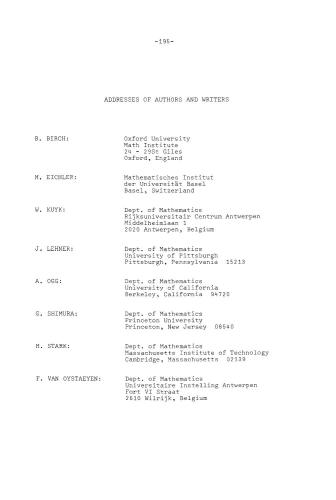 -195-
ADDRESSES OF AUTHORS AND WRITERS
B. BIRCH: Oxford University
Math Institute
24 - 29St Giles
Oxford, England
M. EICHLER: Mathematisches Institut
der Universität Basel
Basel, Switzerland
W. KUYK: Dept. of Mathematics
Rijksuniversitair Centrum Antwerpen
Middelheimlaan 1
2020 Antwerpen, Belgium
J. LEHNER: Dept. of Mathematics
University of Pittsburgh
Pittsburgh, Pennsylvania 15213
A. OGG: Dept. of Mathematics
University of California
Berkeley, California 94720
G. SHIMURA: Dept. of Mathematics
Princeton University
Princeton, New Jersey 08540
H. STARK: Dept. of Mathematics
Massachusetts Institute of Technology
Cambridge, Massachusetts 02139
F. VAN OYSTAEYEN: Dept. of Mathematics
Universitaire Instelling Antwerpen
Fort VI Straat
2610 Wilrijk, Belgium